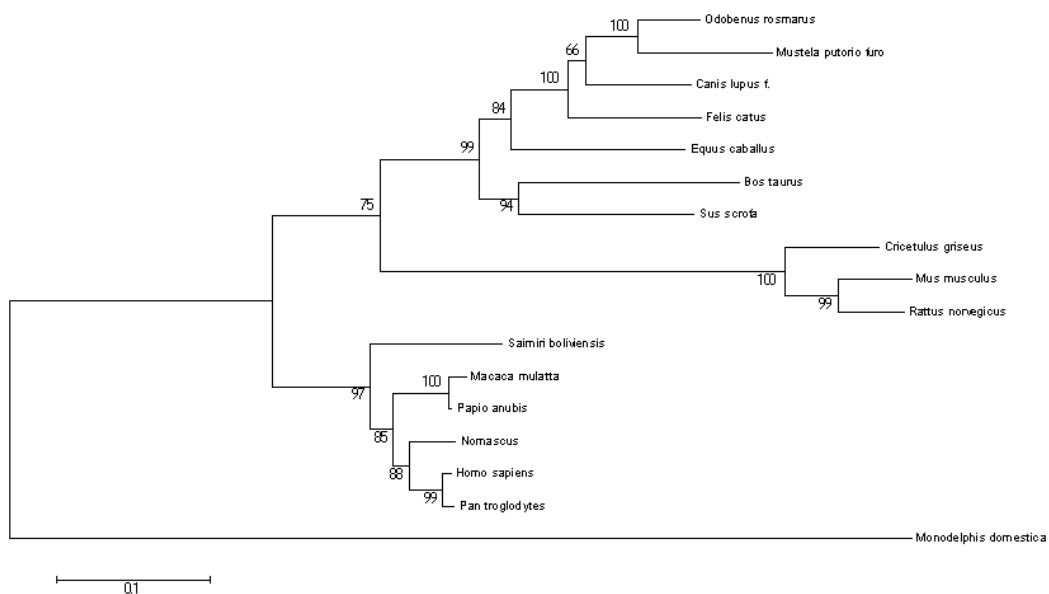 Odobenus rosmarus
100
Mustela putorio furo
66
Canis lupus f.
100
84
Felis catus
99
Equus caballus
Bos taurus
75
94
Sus scrofa
Cricetulus griseus
100
Mus musculus
99
Rattus norvegicus
Saimiri boliviensis
97
100
Macaca mulatta
Papio anubis
85
Nomascus
88
Homo sapiens
99
Pan troglodytes
Monodelphis domestica
0.1